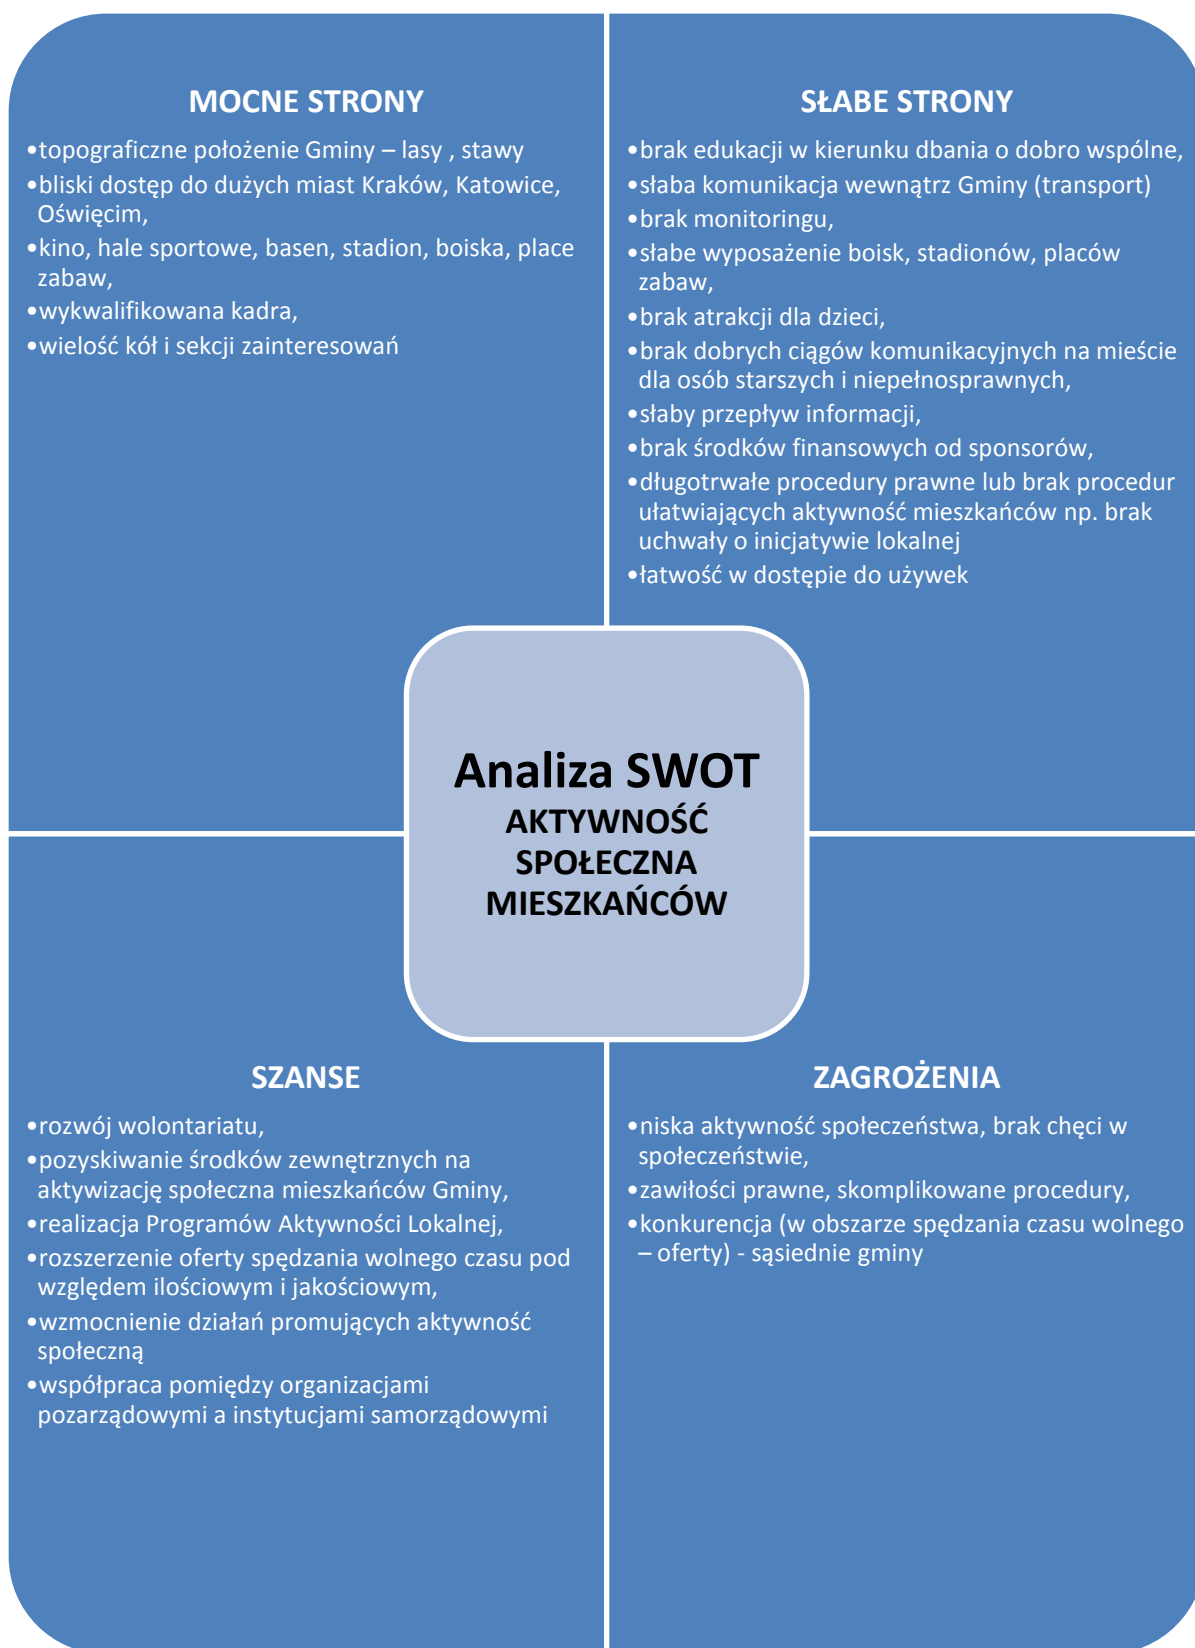 MOCNE STRONY
•topograficzne położenie Gminy – lasy , stawy
•bliski dostęp do dużych miast Kraków, Katowice,
Oświęcim,
•kino, hale sportowe, basen, stadion, boiska, place
zabaw,
•wykwalifikowana kadra,
•wielość kół i sekcji zainteresowań
SŁABE STRONY
•brak edukacji w kierunku dbania o dobro wspólne,
•słaba komunikacja wewnątrz Gminy (transport)
•brak monitoringu,
•słabe wyposażenie boisk, stadionów, placów
zabaw,
•brak atrakcji dla dzieci,
•brak dobrych ciągów komunikacyjnych na mieście
dla osób starszych i niepełnosprawnych,
•słaby przepływ informacji,
•brak środków finansowych od sponsorów,
•długotrwałe procedury prawne lub brak procedur
ułatwiających aktywność mieszkańców np. brak
uchwały o inicjatywie lokalnej
•łatwość w dostępie do używek
Analiza SWOT
AKTYWNOŚĆ
SPOŁECZNA
MIESZKAŃCÓW
SZANSE
•rozwój wolontariatu,
•pozyskiwanie środków zewnętrznych na
aktywizację społeczna mieszkańców Gminy,
•realizacja Programów Aktywności Lokalnej,
•rozszerzenie oferty spędzania wolnego czasu pod
względem ilościowym i jakościowym,
•wzmocnienie działań promujących aktywność
społeczną
•współpraca pomiędzy organizacjami
pozarządowymi a instytucjami samorządowymi
ZAGROŻENIA
•niska aktywność społeczeństwa, brak chęci w
społeczeństwie,
•zawiłości prawne, skomplikowane procedury,
•konkurencja (w obszarze spędzania czasu wolnego
– oferty) - sąsiednie gminy